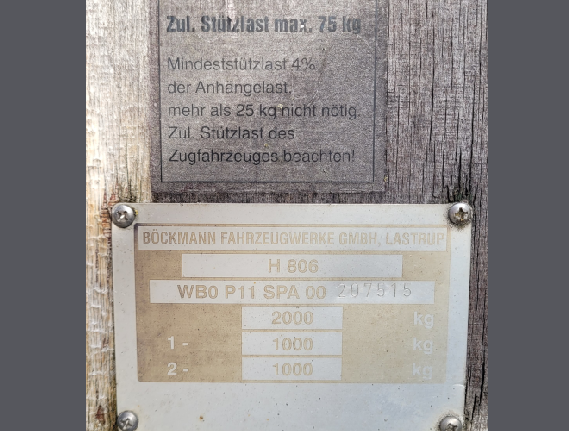 Zul. Stützlast max. 75 kg
Mindeststützlast 4% /
der Anhängelast,
mehr als 25 kg nicht nötig.
Zul. Stützlast des
Zugfahrzeuges beachten!
BÖCKMANN FAHRZEUGWERKE GMBH, LASTRUP
H 806
WB0 P11 SPA 00 207515
2000 kg
1 - 1000 kg
2 - 1000 kg